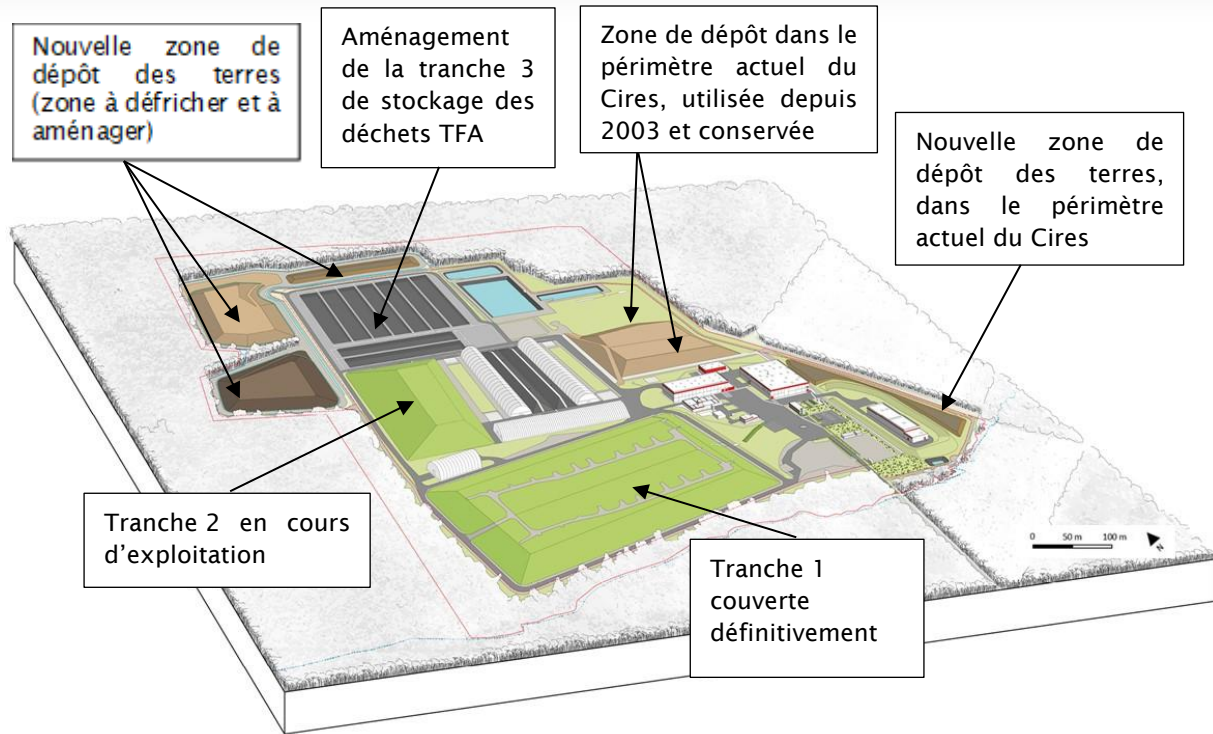 Nouvelle zone de
dépôt des terres
(zone à défricher et à
aménager)
Aménagement
de la tranche 3
de stockage des
déchets TFA
Zone de dépôt dans le
périmètre actuel du
Cires, utilisée depuis
2003 et conservée
Nouvelle zone de
dépôt des terres,
dans le périmètre
actuel du Cires
Tranche 2 en cours
d'exploitation
Tranche 1
couverte
définitivement
0 50 m 100 m
N